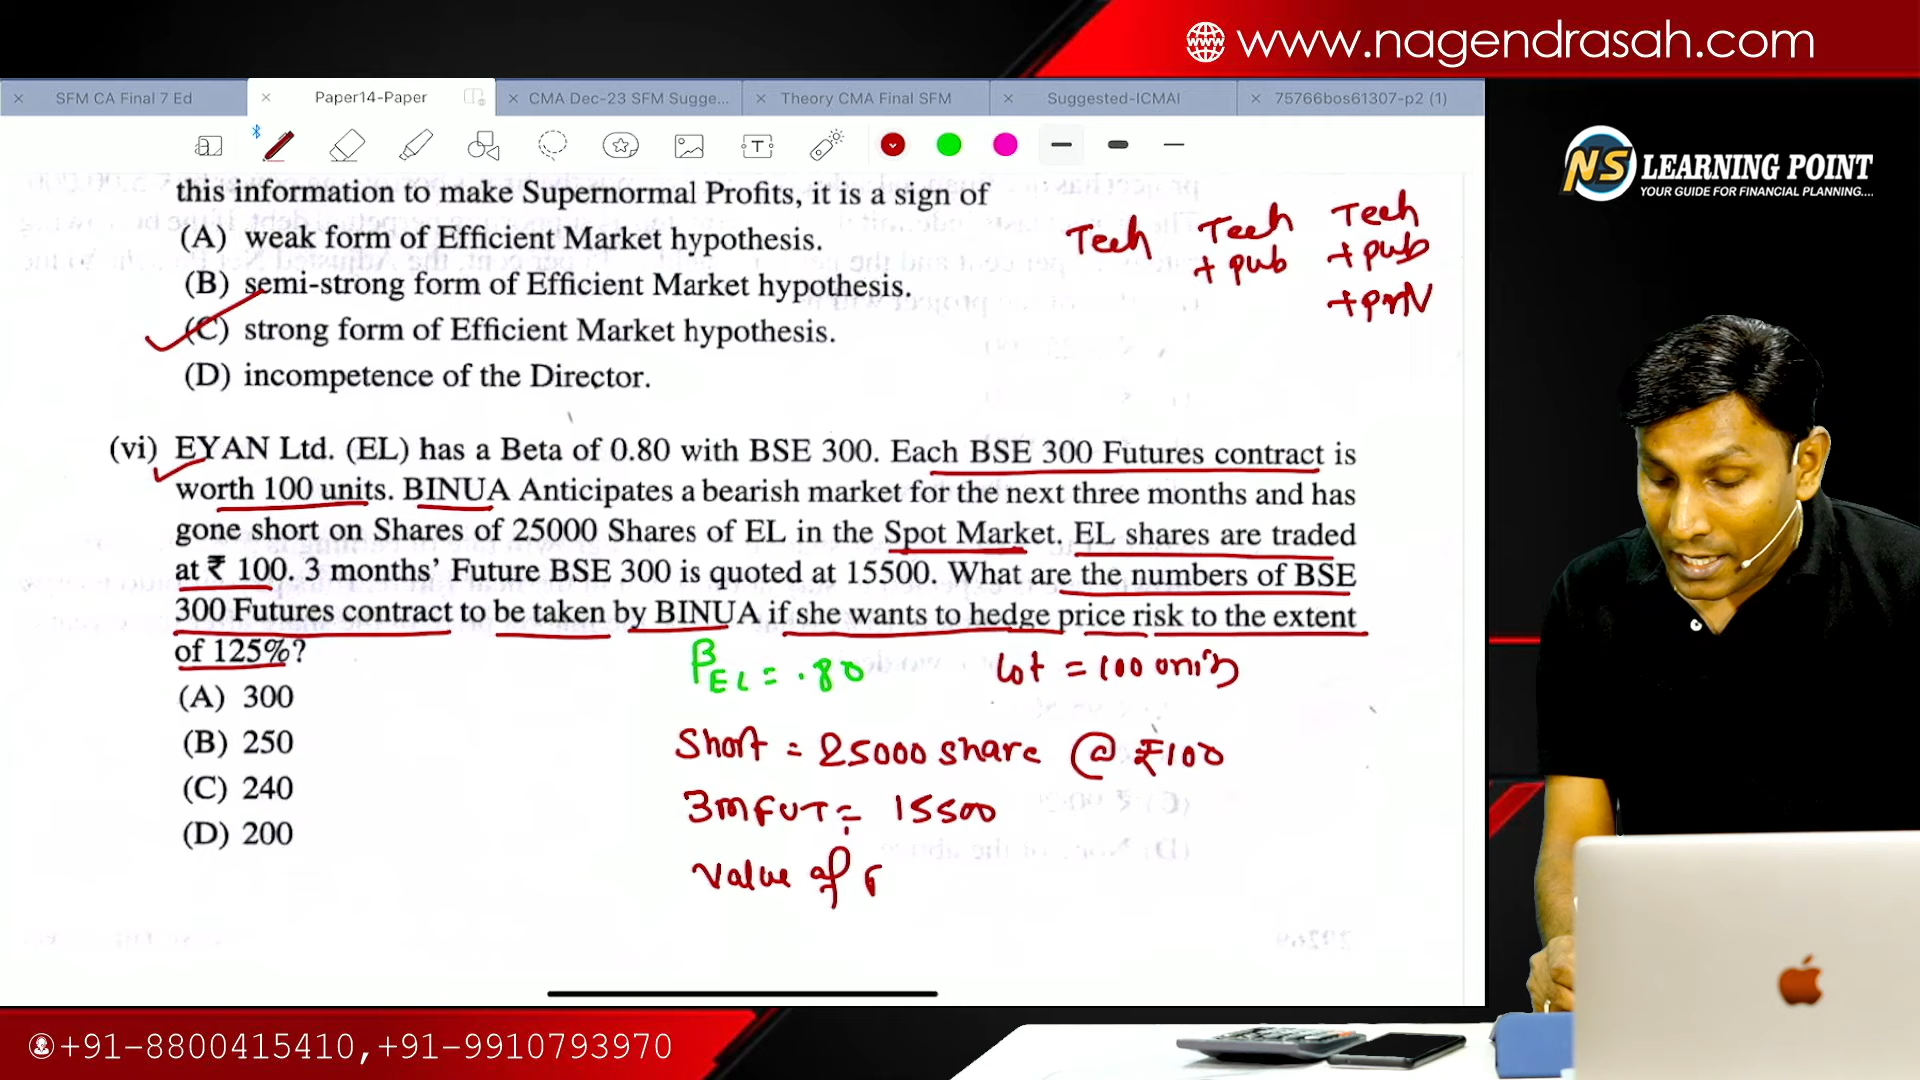 www.nagendrasah.com
SFM CA Final 7 Ed
Paper14-Paper
CMA Dec-23 SFM Sugge...
Theory CMA Final SFM
Suggested-ICMAI
75766bos61307-p2 (1)
NS LEARNING POINT
YOUR GUIDE FOR FINANCIAL PLANNING....
this information to make Supernormal Profits, it is a sign of
(A) weak form of Efficient Market hypothesis.
(B) semi-strong form of Efficient Market hypothesis.
(C) strong form of Efficient Market hypothesis.
(D) incompetence of the Director.
Tech Tech Tech
+ pub +pub
+priv
(vi) EYAN Ltd. (EL) has a Beta of 0.80 with BSE 300. Each BSE 300 Futures contract is
worth 100 units. BINUA Anticipates a bearish market for the next three months and has
gone short on Shares of 25000 Shares of EL in the Spot Market. EL shares are traded
at ₹ 100. 3 months’ Future BSE 300 is quoted at 15500. What are the numbers of BSE
300 Futures contract to be taken by BINUA if she wants to hedge price risk to the extent
of 125%?
(A) 300
(B) 250
(C) 240
(D) 200
βEL = .80 Lot = 100 units
Short = 25000 share @ ₹100
3m FUT = 15500
Value of
+91-8800415410,+91-9910793970